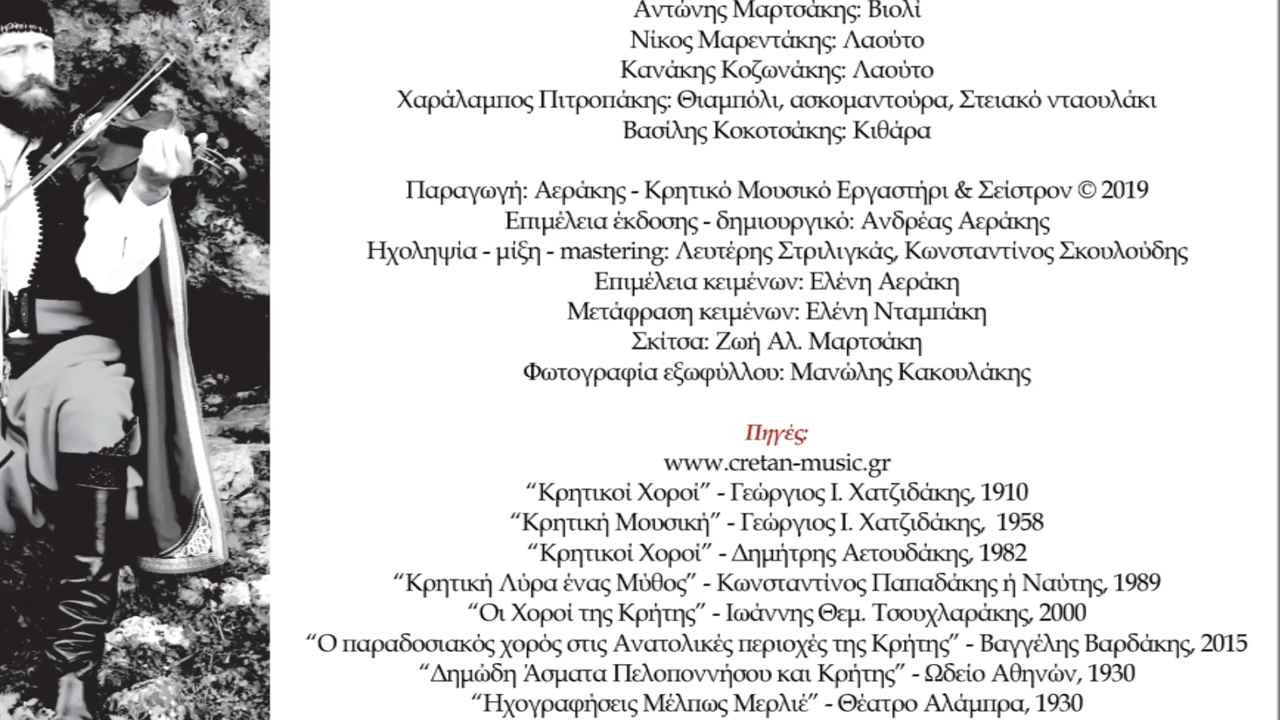 Αντώνης Μαρτσάκης: Βιολί
Νίκος Μαρεντάκης: Λαούτο
Κανάκης Κοζωνάκης: Λαούτο
Χαράλαμπος Πιτροπάκης: Θιαμπόλι, ασκομαντούρα, Στειακό νταουλάκι
Βασίλης Κοκοτσάκης: Κιθάρα
Παραγωγή: Αεράκης - Κρητικό Μουσικό Εργαστήρι & Σείστρον © 2019
Επιμέλεια έκδοσης - δημιουργικό: Ανδρέας Αεράκης
Ηχοληψία - μίξη - mastering: Λευτέρης Στριλιγκάς, Κωνσταντίνος Σκουλούδης
Επιμέλεια κειμένων: Ελένη Αεράκη
Μετάφραση κειμένων: Ελένη Νταμπάκη
Σκίτσα: Ζωή Αλ. Μαρτσάκη
Φωτογραφία εξωφύλλου: Μανώλης Κακουλάκης
Πηγές:
www.cretan-music.gr
“Κρητικοί Χοροί” - Γεώργιος Ι. Χατζιδάκης, 1910
“Κρητική Μουσική” - Γεώργιος Ι. Χατζιδάκης, 1958
“Κρητικοί Χοροί” - Δημήτρης Αετουδάκης, 1982
“Κρητική Λύρα ένας Μύθος” - Κωνσταντίνος Παπαδάκης ή Ναύτης, 1989
“Οι Χοροί της Κρήτης” - Ιωάννης Θεμ. Τσουχλαράκης, 2000
“Ο παραδοσιακός χορός στις Ανατολικές περιοχές της Κρήτης” - Βαγγέλης Βαρδάκης, 2015
“Δημώδη Άσματα Πελοποννήσου και Κρήτης” - Ωδείο Αθηνών, 1930
“Ηχογραφήσεις Μέλπως Μερλιέ” - Θέατρο Αλάμπρα, 1930